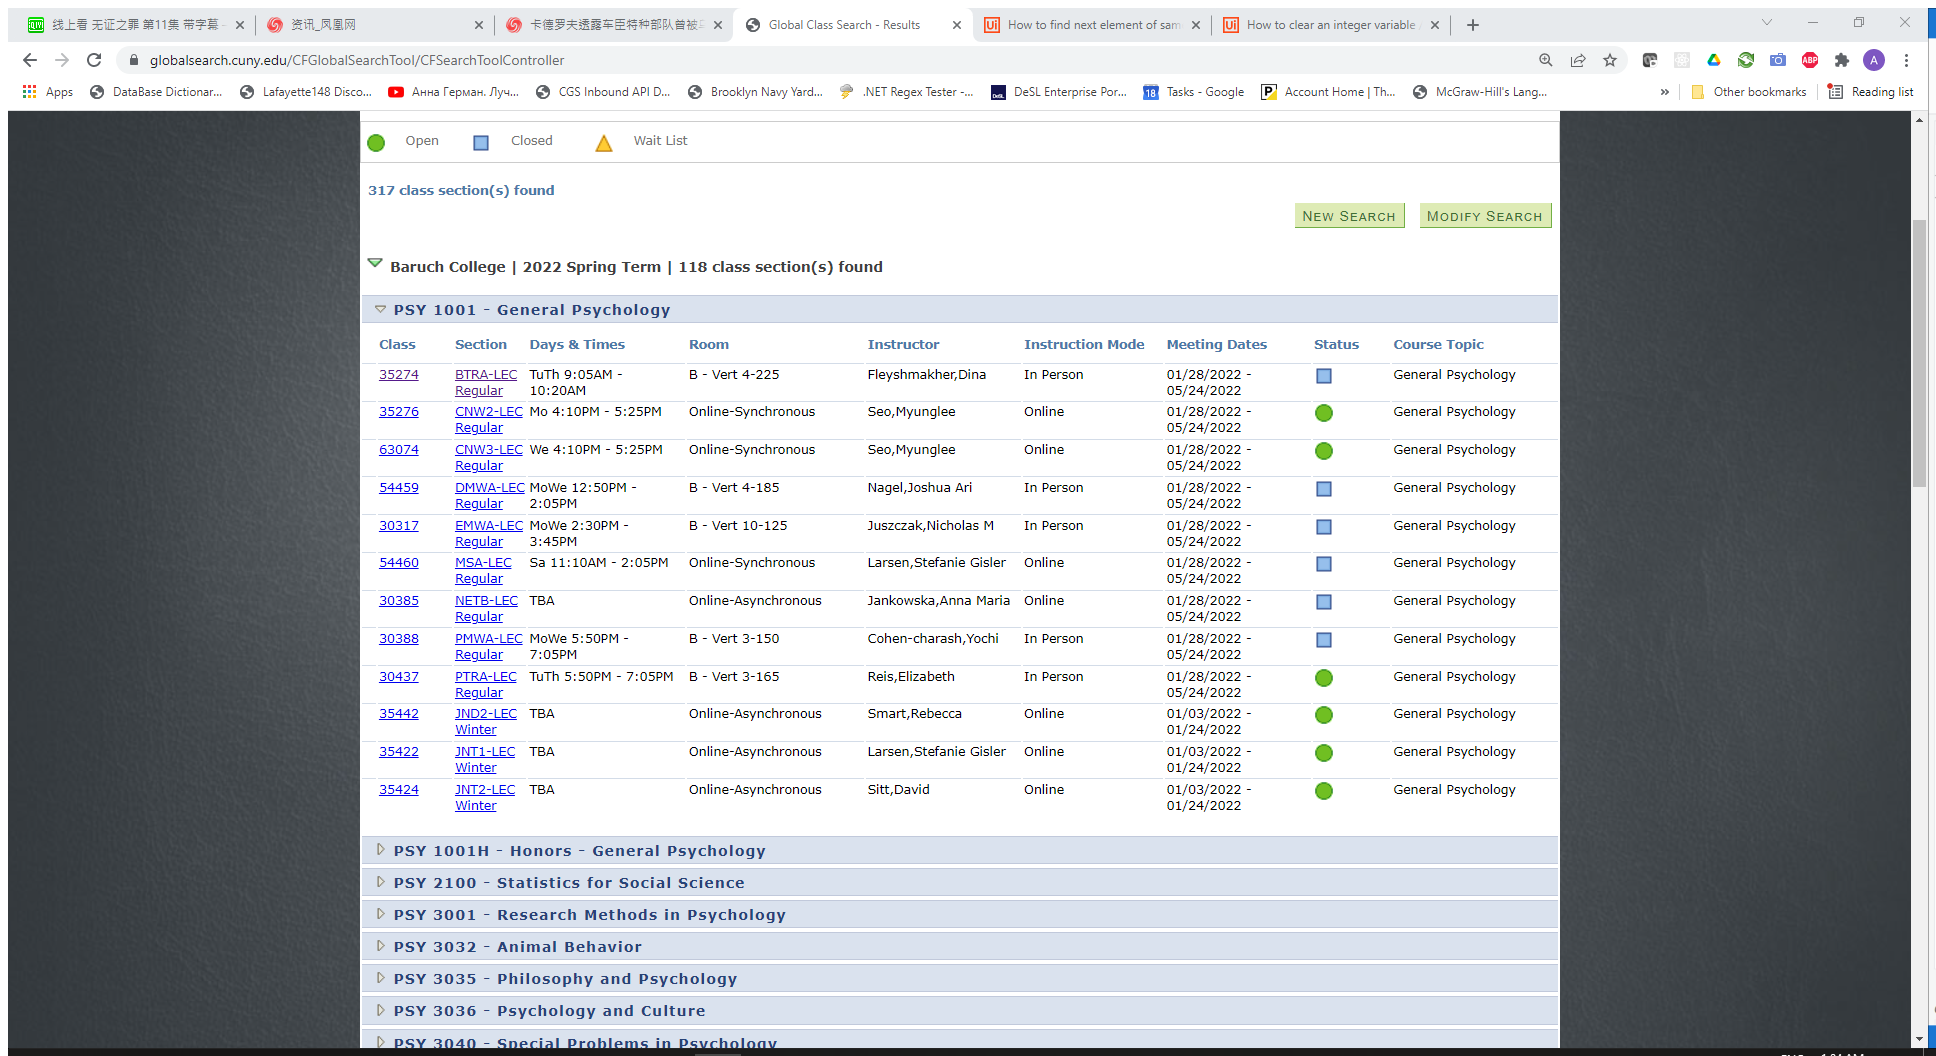 线上看 无证之罪 第11集 带字幕
资讯_凤凰网
卡德罗夫透露车臣特种部队曾被
Global Class Search - Results
How to find next element of sam
How to clear an integer variable
globalsearch.cuny.edu/CFGlobalSearchTool/CFSearchToolController
ABP
A
Apps
DataBase Dictionar...
Lafayette148 Disco...
Анна Герман. Луч...
CGS Inbound API D...
Brooklyn Navy Yard...
.NET Regex Tester -...
DeSL Enterprise Por...
18
Tasks - Google
Account Home | Th...
McGraw-Hill's Lang...
»
Other bookmarks
Reading list
Open
Closed
Wait List
317 class section(s) found
NEW SEARCH
MODIFY SEARCH
Baruch College | 2022 Spring Term | 118 class section(s) found
PSY 1001 - General Psychology
Class Section Days & Times Room Instructor Instruction Mode Meeting Dates Status Course Topic
35274 BTRA-LEC TuTh 9:05AM - B - Vert 4-225 Fleyshmakher,Dina In Person 01/28/2022 - General Psychology
Regular 10:20AM 05/24/2022
35276 CNW2-LEC Mo 4:10PM - 5:25PM Online-Synchronous Seo,Myunglee Online 01/28/2022 - General Psychology
Regular 05/24/2022
63074 CNW3-LEC We 4:10PM - 5:25PM Online-Synchronous Seo,Myunglee Online 01/28/2022 - General Psychology
Regular 05/24/2022
54459 DMWA-LEC MoWe 12:50PM - B - Vert 4-185 Nagel,Joshua Ari In Person 01/28/2022 - General Psychology
Regular 2:05PM 05/24/2022
30317 EMWA-LEC MoWe 2:30PM - B - Vert 10-125 Juszczak,Nicholas M In Person 01/28/2022 - General Psychology
Regular 3:45PM 05/24/2022
54460 MSA-LEC Sa 11:10AM - 2:05PM Online-Synchronous Larsen,Stefanie Gisler Online 01/28/2022 - General Psychology
Regular 05/24/2022
30385 NETB-LEC TBA Online-Asynchronous Jankowska,Anna Maria Online 01/28/2022 - General Psychology
Regular 05/24/2022
30388 PMWA-LEC MoWe 5:50PM - B - Vert 3-150 Cohen-charash,Yochi In Person 01/28/2022 - General Psychology
Regular 7:05PM 05/24/2022
30437 PTRA-LEC TuTh 5:50PM - 7:05PM B - Vert 3-165 Reis,Elizabeth In Person 01/28/2022 - General Psychology
Regular 05/24/2022
35442 JND2-LEC TBA Online-Asynchronous Smart,Rebecca Online 01/03/2022 - General Psychology
Winter 01/24/2022
35422 JNT1-LEC TBA Online-Asynchronous Larsen,Stefanie Gisler Online 01/03/2022 - General Psychology
Winter 01/24/2022
35424 JNT2-LEC TBA Online-Asynchronous Sitt,David Online 01/03/2022 - General Psychology
Winter 01/24/2022
PSY 1001H - Honors - General Psychology
PSY 2100 - Statistics for Social Science
PSY 3001 - Research Methods in Psychology
PSY 3032 - Animal Behavior
PSY 3035 - Philosophy and Psychology
PSY 3036 - Psychology and Culture
PSY 3040 - Special Problems in Psychology